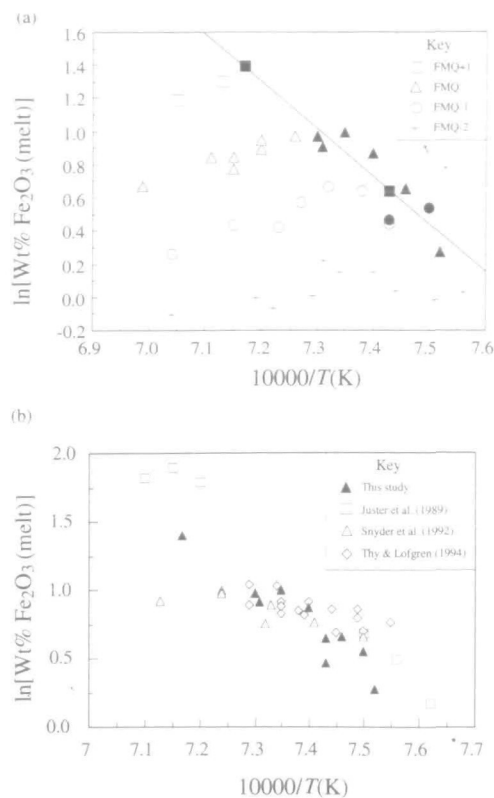 (a)
1.6
1.4
1.2
1.0
0.8
0.6
0.4
0.2
0.0
-0.2
ln[Wt% Fe₂O₃ (melt)]
Key
FMQ+1
FMQ
FMQ-1
FMQ-2
6.9 7.0 7.1 7.2 7.3 7.4 7.5 7.6
10000/T(K)
(b)
2.0
1.5
1.0
0.5
0.0
ln[Wt% Fe₂O₃ (melt)]
Key
This study
Juster et al. (1989)
Snyder et al. (1992)
Thy & Lofgren (1994)
7 7.1 7.2 7.3 7.4 7.5 7.6 7.7
10000/T(K)